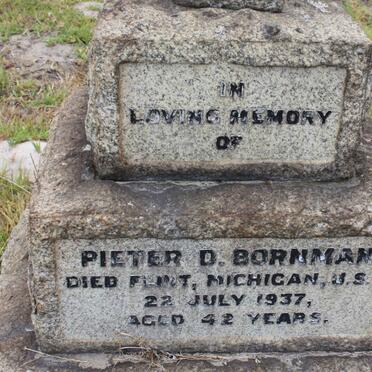 IN
LOVING MEMORY
OF
PIETER D. BORNMAN
DIED FLINT, MICHIGAN, U.S
22 JULY 1937,
AGED 42 YEARS.